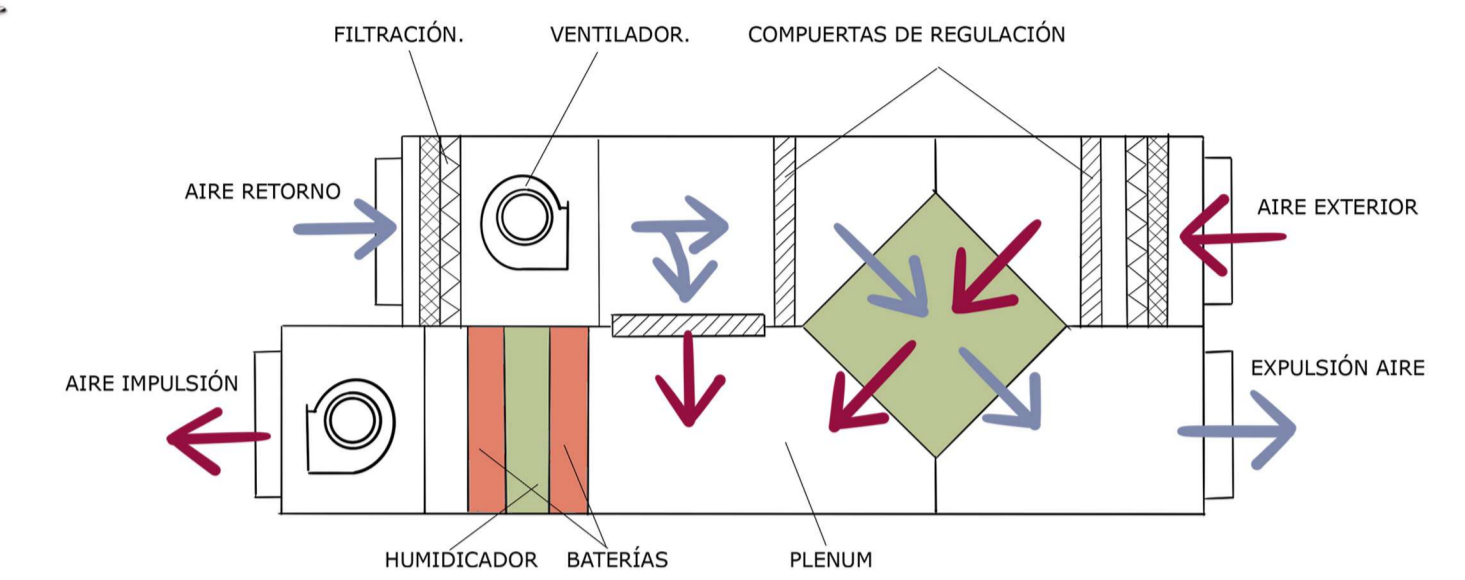 FILTRACIÓN.
VENTILADOR.
COMPUERTAS DE REGULACIÓN
AIRE RETORNO
AIRE EXTERIOR
AIRE IMPULSIÓN
EXPULSIÓN AIRE
HUMIDICADOR
BATERÍAS
PLENUM